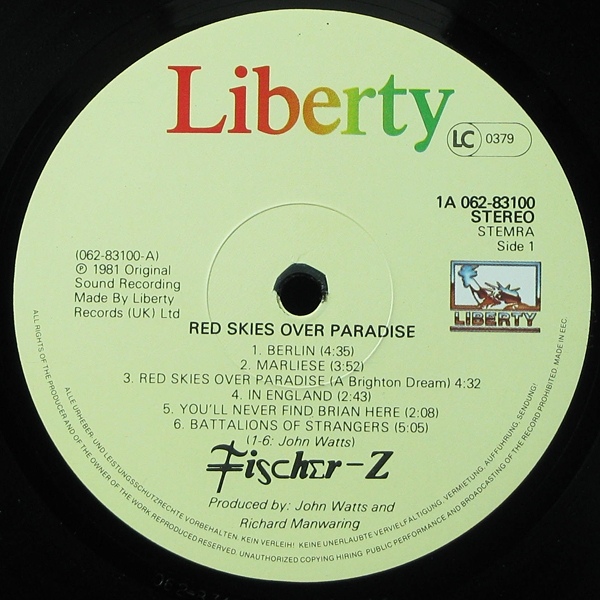 Liberty
LC 0379
1A 062-83100
STEREO
STEMRA
Side 1
(062-83100-A)
℗ 1981 Original
Sound Recording
Made By Liberty
Records (UK) Ltd
LIBERTY
RED SKIES OVER PARADISE
1. BERLIN (4:35)
2. MARLIESE (3:52)
3. RED SKIES OVER PARADISE (A Brighton Dream) 4:32
4. IN ENGLAND (2:43)
5. YOU'LL NEVER FIND BRIAN HERE (2:08)
6. BATTALIONS OF STRANGERS (5:05)
(1-6: John Watts)
Fischer-Z
Produced by: John Watts and
Richard Manwaring
ALLE URHEBER- UND LEISTUNGSSCHUTZRECHTE VORBEHALTEN. KEIN VERLEIH! KEINE UNERLAUBTE VERVIELFÄLTIGUNG, VERMIETUNG, AUFFÜHRUNG, SENDUNG!
ALL RIGHTS OF THE PRODUCER AND OF THE OWNER OF THE WORK REPRODUCED RESERVED. UNAUTHORIZED COPYING HIRING PUBLIC PERFORMANCE AND BROADCASTING OF THE RECORD PROHIBITED. MADE IN EEC.